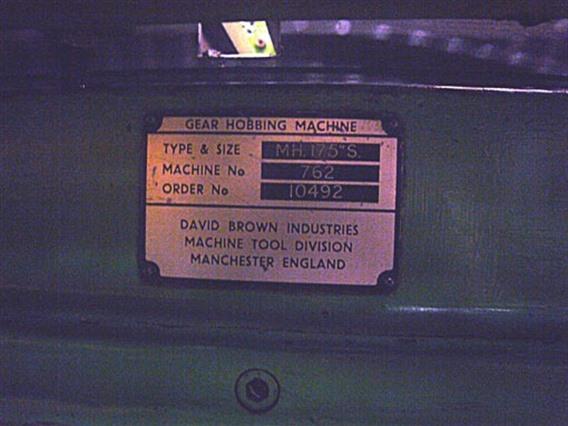 GEAR HOBBING MACHINE
TYPE & SIZE MH.175"S.
MACHINE No 762
ORDER No 10492
DAVID BROWN INDUSTRIES
MACHINE TOOL DIVISION
MANCHESTER ENGLAND